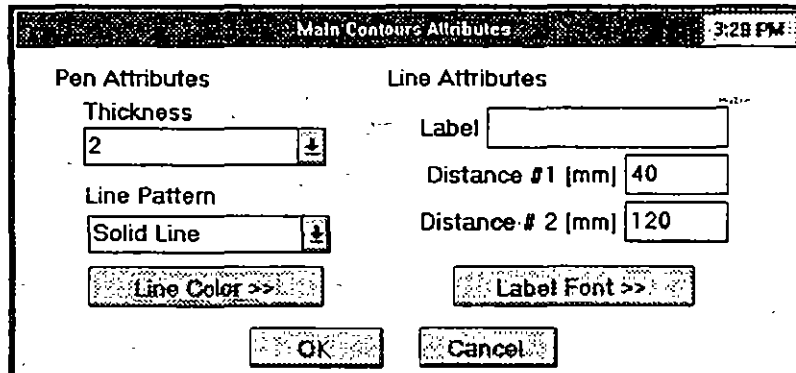 Main Contours Attributes 3:28 PM
Pen Attributes
Thickness
2
Line Pattern
Solid Line
Line Color >>
Line Attributes
Label
Distance #1 [mm] 40
Distance # 2 [mm] 120
Label Font >>
OK Cancel